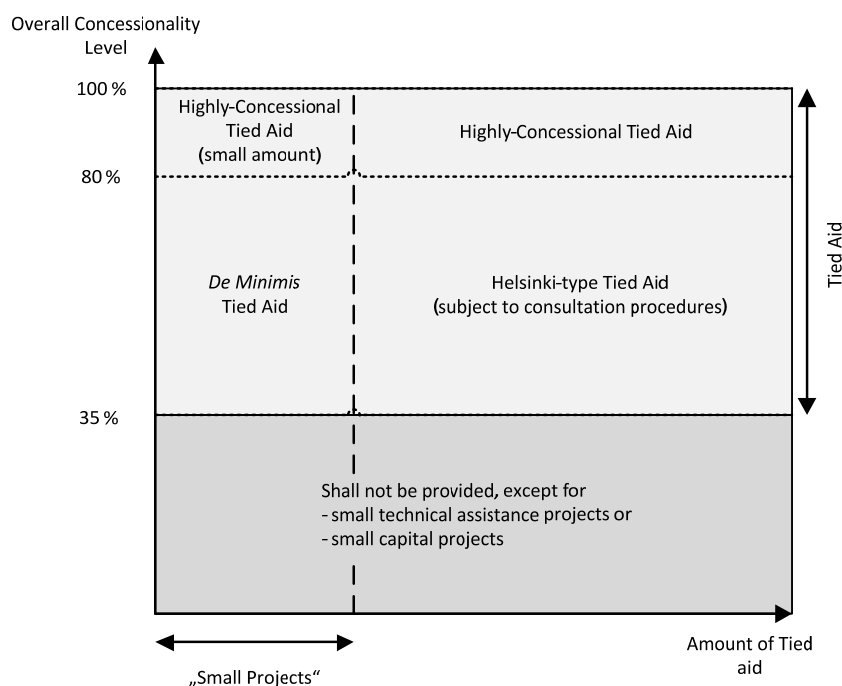 Overall Concessionality
Level
100 %
Highly-Concessional
Tied Aid
(small amount)
Highly-Concessional Tied Aid
80 %
De Minimis
Tied Aid
Helsinki-type Tied Aid
(subject to consultation procedures)
Tied Aid
35 %
Shall not be provided, except for
- small technical assistance projects or
- small capital projects
Amount of Tied
aid
„Small Projects“